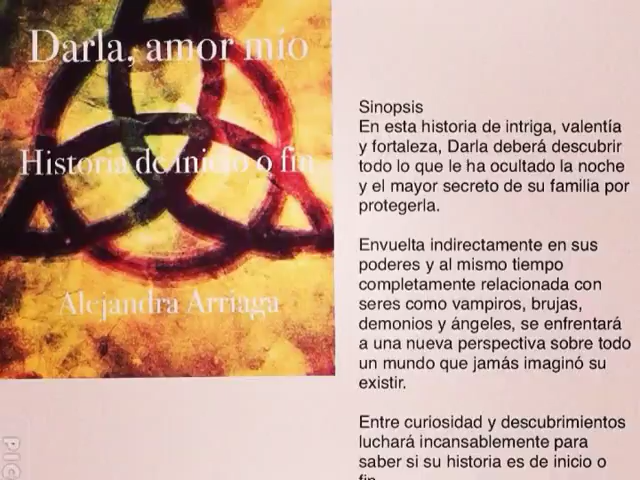 Darla, amor mío
Historia de inicio o fin
Alejandra Arriaga
Sinopsis
En esta historia de intriga, valentía
y fortaleza, Darla deberá descubrir
todo lo que le ha ocultado la noche
y el mayor secreto de su familia por
protegerla.
Envuelta indirectamente en sus
poderes y al mismo tiempo
completamente relacionada con
seres como vampiros, brujas,
demonios y ángeles, se enfrentará
a una nueva perspectiva sobre todo
un mundo que jamás imaginó su
existir.
Entre curiosidad y descubrimientos
luchará incansablemente para
saber si su historia es de inicio o
fin
PIC